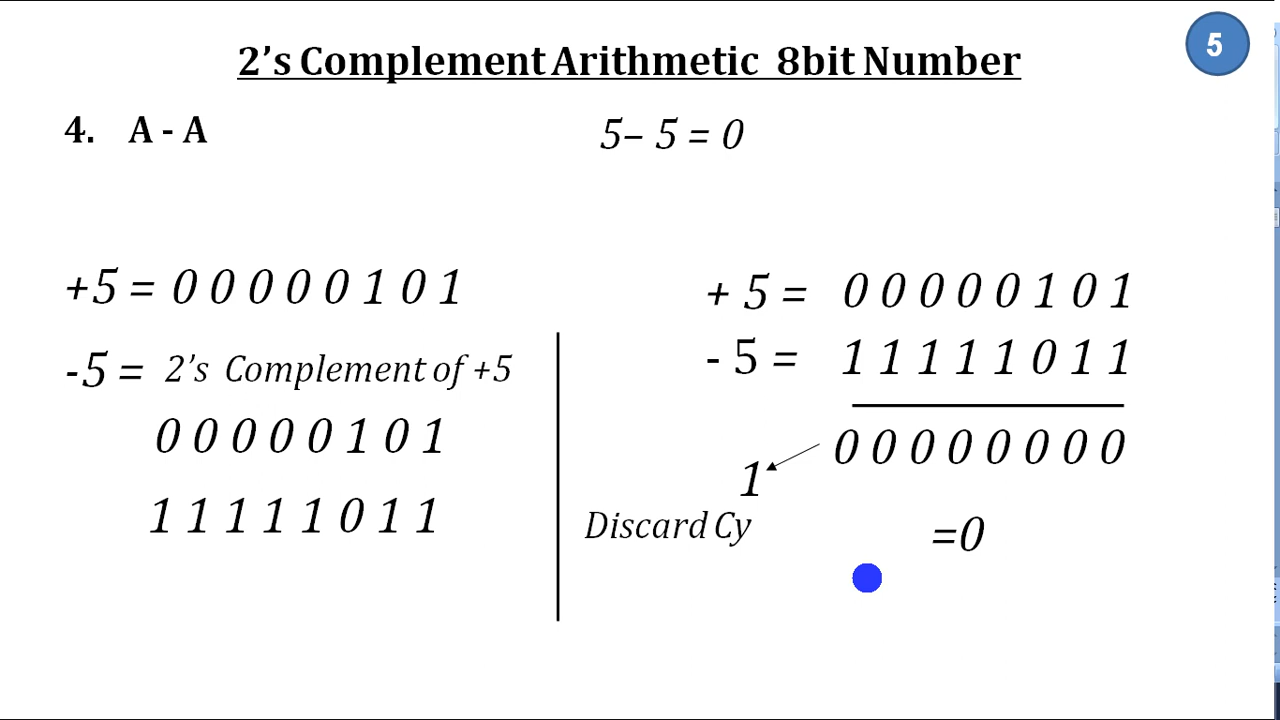 2's Complement Arithmetic 8bit Number
5
4. A - A
5– 5 = 0
+5 = 0 0 0 0 0 1 0 1
-5 = 2's Complement of +5
0 0 0 0 0 1 0 1
1 1 1 1 1 0 1 1
+ 5 = 0 0 0 0 0 1 0 1
- 5 = 1 1 1 1 1 0 1 1
0 0 0 0 0 0 0 0
1
Discard Cy
=0